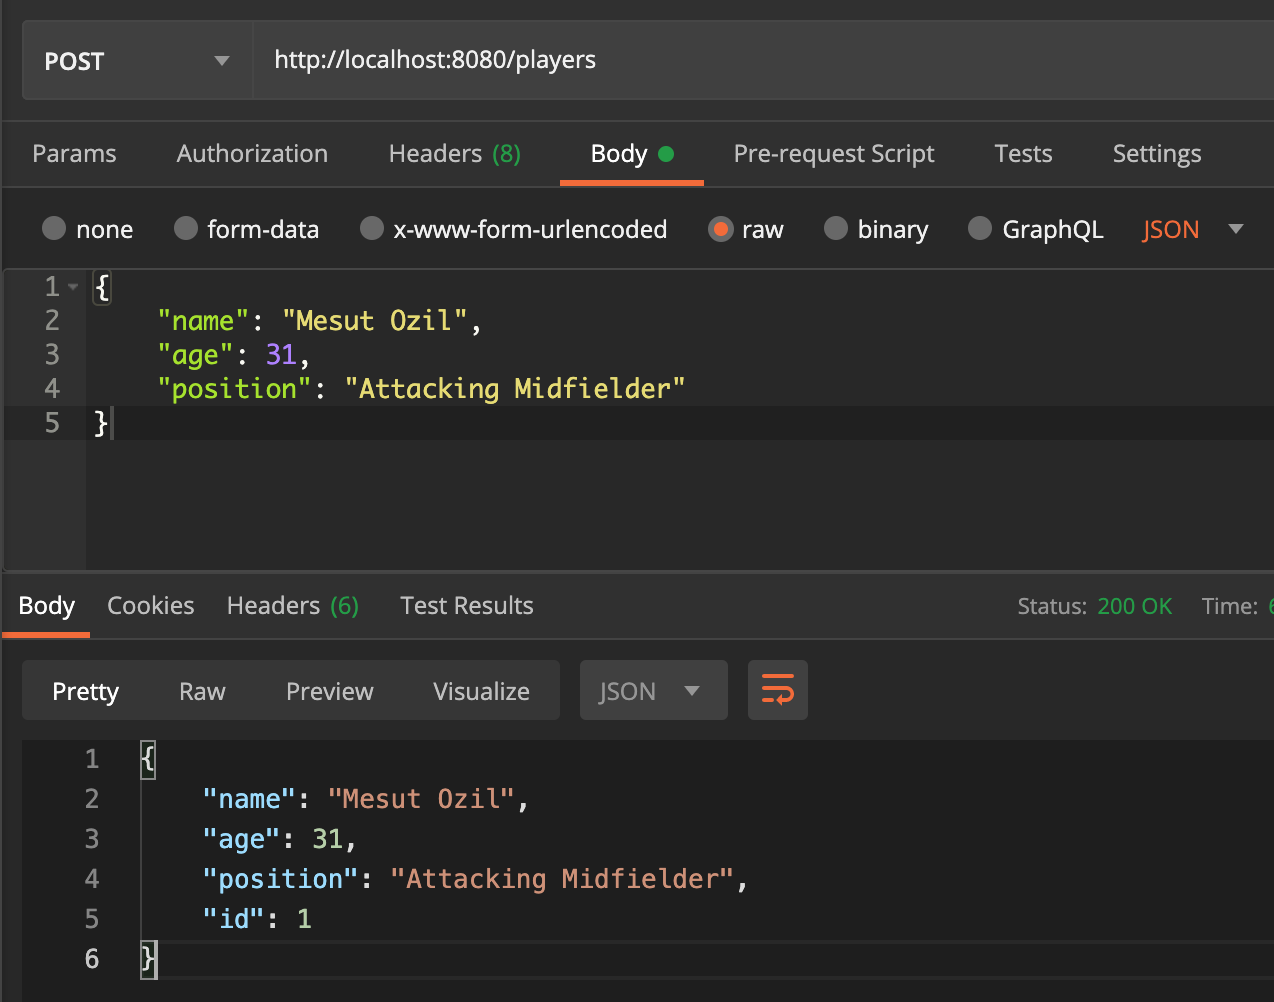 POST http://localhost:8080/players
Params Authorization Headers (8) Body Pre-request Script Tests Settings
none form-data x-www-form-urlencoded raw binary GraphQL JSON
1 {
2 "name": "Mesut Ozil",
3 "age": 31,
4 "position": "Attacking Midfielder"
5 }
Body Cookies Headers (6) Test Results Status: 200 OK Time:
Pretty Raw Preview Visualize JSON
1 {
2 "name": "Mesut Ozil",
3 "age": 31,
4 "position": "Attacking Midfielder",
5 "id": 1
6 }